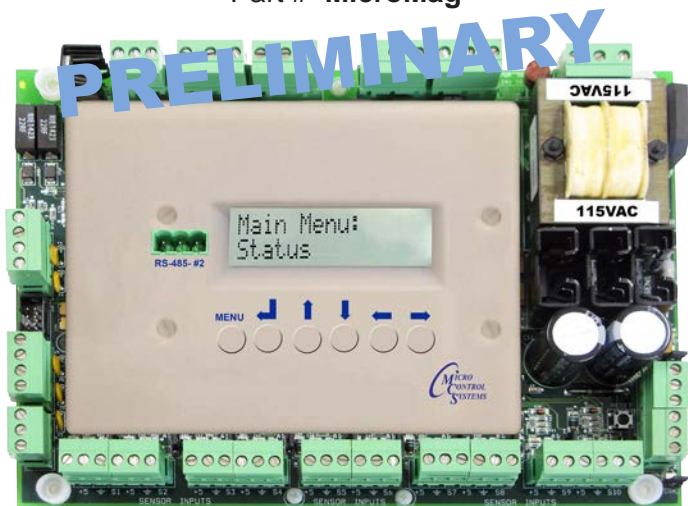 Part # MicroMag
PRELIMINARY
115VAC
115VAC
Main Menu:
Status
RS-485- #2
MENU
MICRO
CONTROL
SYSTEMS
+5 S1 +5 S2 +5 S3 +5 S4 +5 S5 +5 S6 +5 S7 +5 S8 +5 S9 +5 S10
SENSOR INPUTS SENSOR INPUTS SENSOR INPUTS